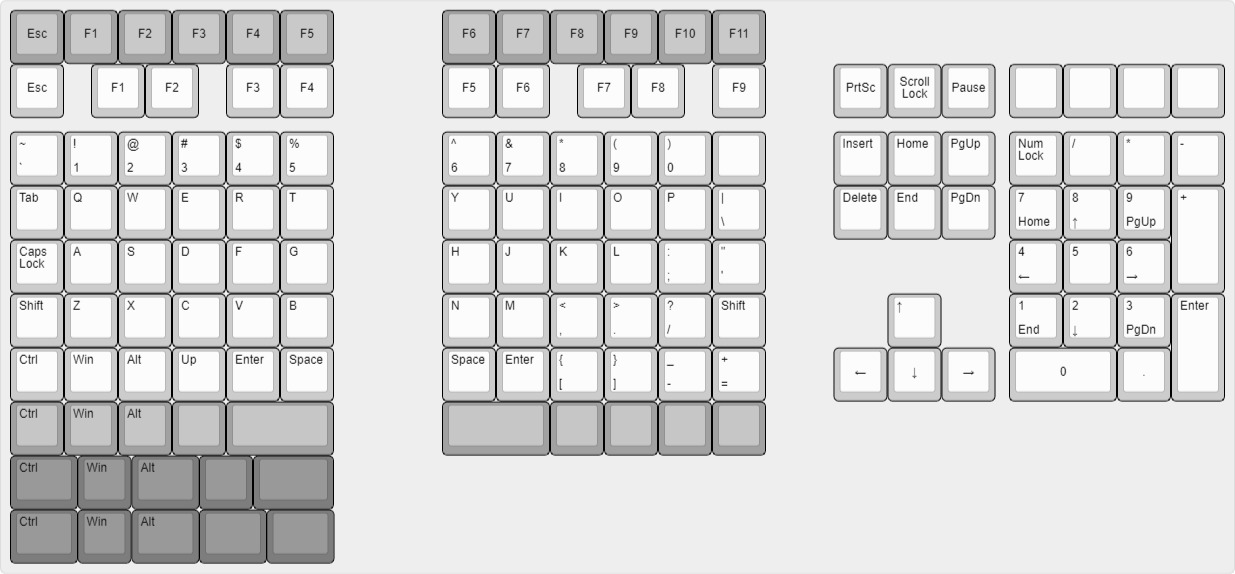 Esc F1 F2 F3 F4 F5 F6 F7 F8 F9 F10 F11
Esc F1 F2 F3 F4 F5 F6 F7 F8 F9 PrtSc Scroll Lock Pause
~ ! @ # $ % ^ & * ( ) Insert Home PgUp Num Lock / * -
` 1 2 3 4 5 6 7 8 9 0
Tab Q W E R T Y U I O P | Delete End PgDn 7 8 9 +
\ Home ↑ PgUp
Caps Lock A S D F G H J K L : " 4 5 6
; ' ← →
Shift Z X C V B N M < > ? Shift ↑ 1 2 3 Enter
, . / End ↓ PgDn
Ctrl Win Alt Up Enter Space Space Enter { } _ + ← ↓ → 0 .
[ ] - =
Ctrl Win Alt
Ctrl Win Alt
Ctrl Win Alt